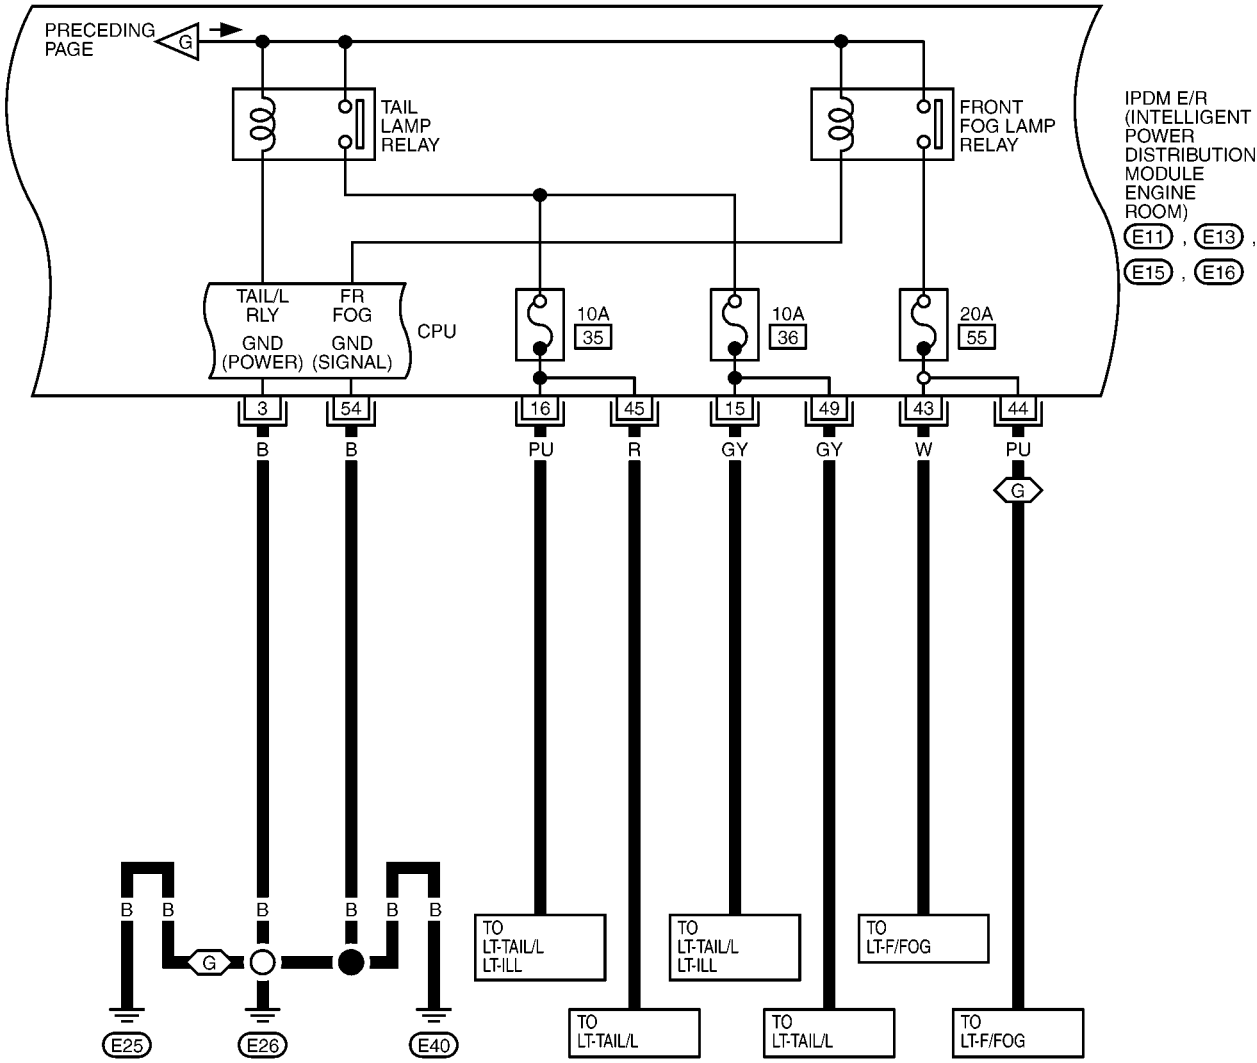 PRECEDING
PAGE
G
TAIL
LAMP
RELAY
FRONT
FOG LAMP
RELAY
IPDM E/R
(INTELLIGENT
POWER
DISTRIBUTION
MODULE
ENGINE
ROOM)
E11 , E13 ,
E15 , E16
TAIL/L
RLY
FR
FOG
GND
(POWER)
GND
(SIGNAL)
CPU
10A
35
10A
36
20A
55
3 54 16 45 15 49 43 44
B B PU R GY GY W PU
G
B B B B B B
G
E25 E26 E40
TO
LT-TAIL/L
LT-ILL
TO
LT-TAIL/L
TO
LT-TAIL/L
LT-ILL
TO
LT-TAIL/L
TO
LT-F/FOG
TO
LT-F/FOG